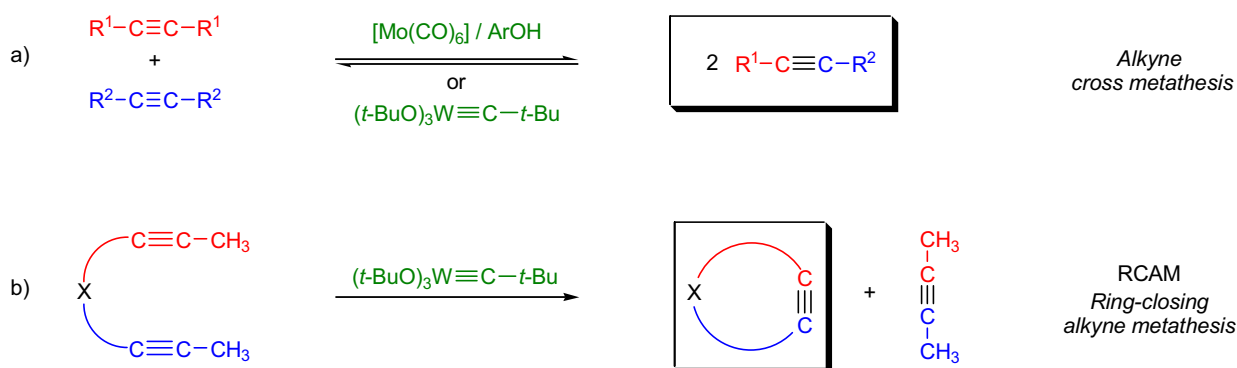 a)
R¹-C≡C-R¹
+
R²-C≡C-R²
[Mo(CO)₆] / ArOH
or
(t-BuO)₃W≡C-t-Bu
2 R¹-C≡C-R²
Alkyne
cross metathesis
b)
C≡C-CH₃
X
C≡C-CH₃
(t-BuO)₃W≡C-t-Bu
X
C
C
+
CH₃
C
C
CH₃
RCAM
Ring-closing
alkyne metathesis